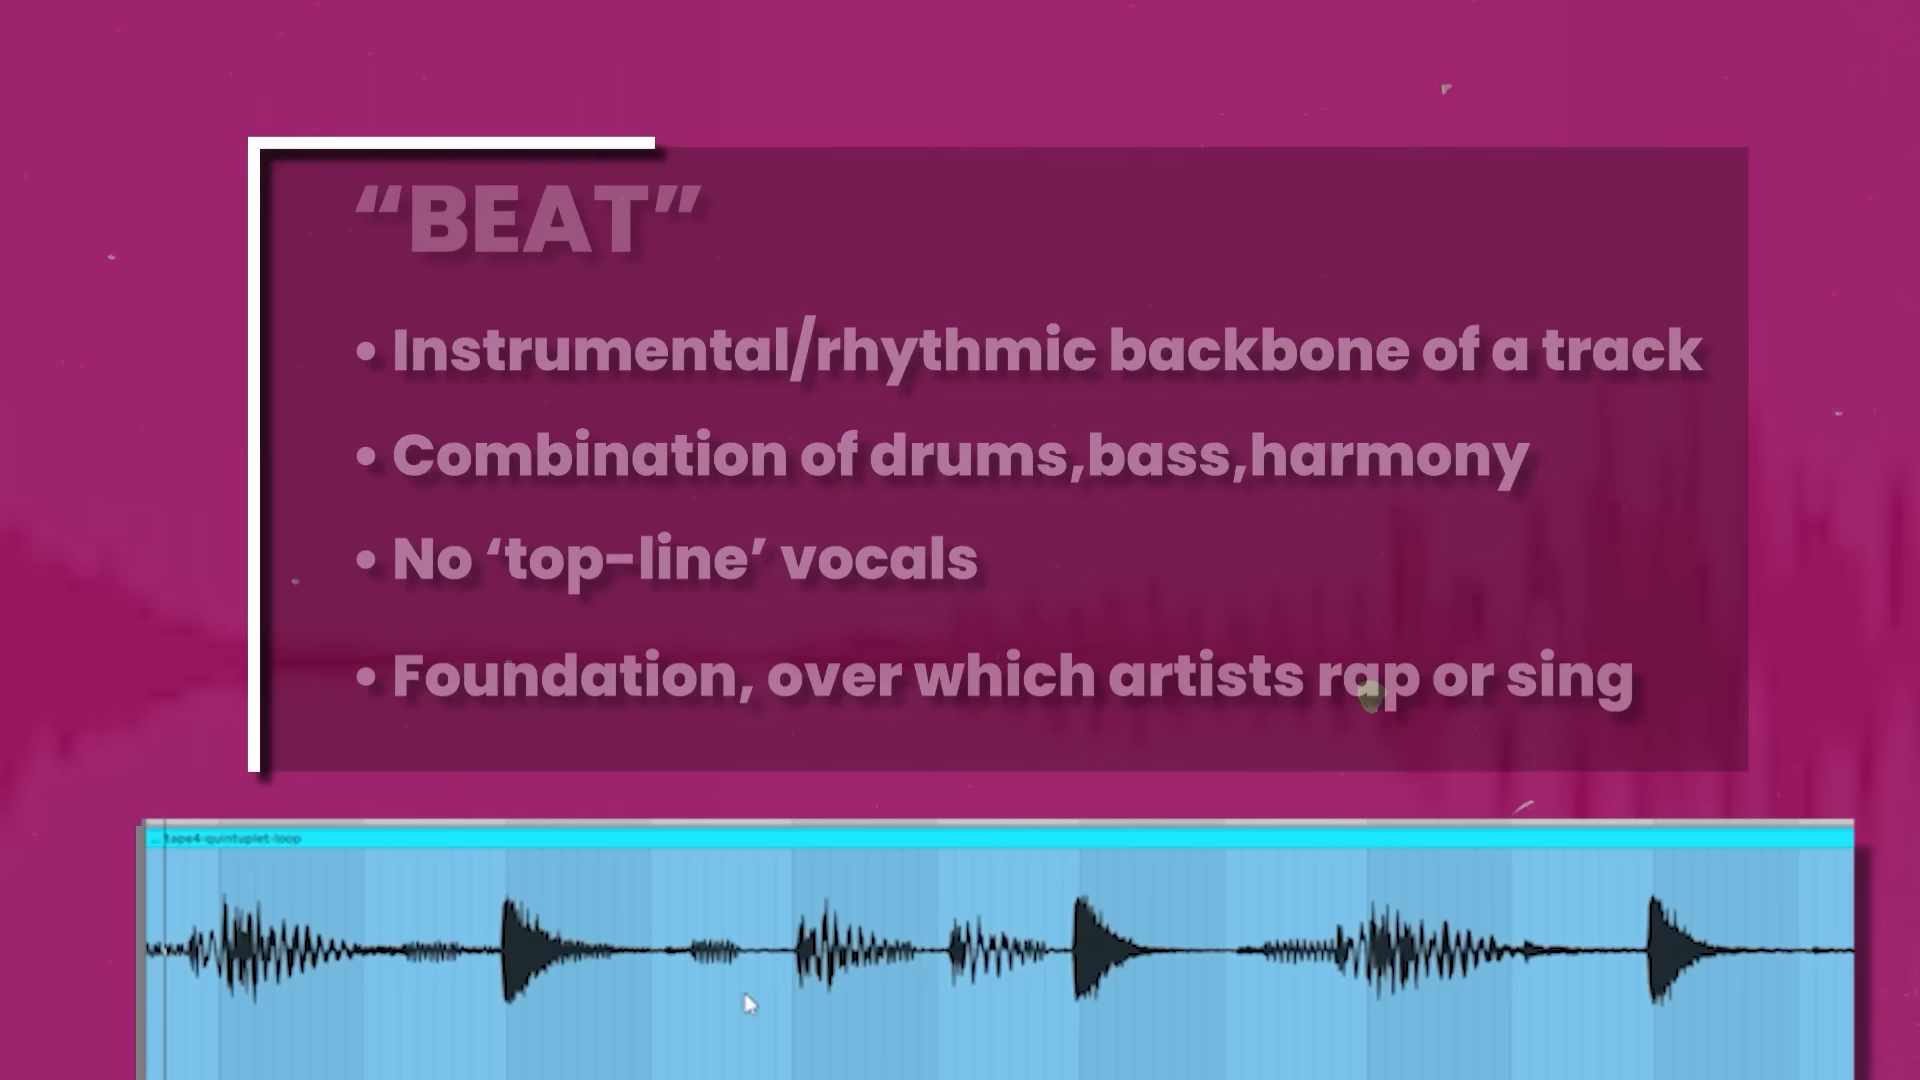 “BEAT”
• Instrumental/rhythmic backbone of a track
• Combination of drums,bass,harmony
• No ‘top-line’ vocals
• Foundation, over which artists rap or sing
... tape4-quintuplet-loop